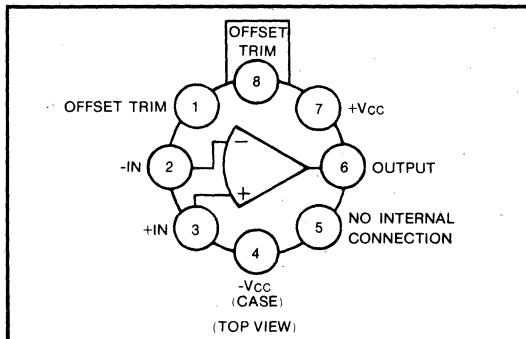 OFFSET
TRIM
8
OFFSET TRIM
1
7
+VCC
-IN
2
−
6
OUTPUT
+IN
3
+
5
NO INTERNAL
CONNECTION
4
-VCC
(CASE)
(TOP VIEW)